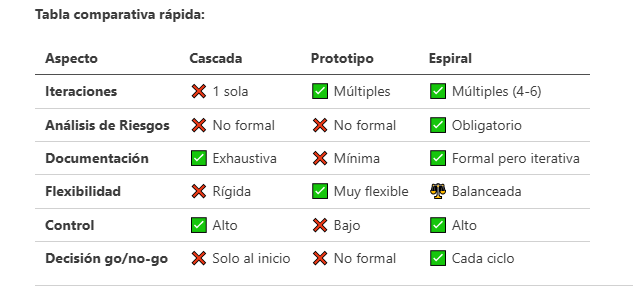 Tabla comparativa rápida:
Aspecto Cascada Prototipo Espiral
Iteraciones ❌ 1 sola ✅ Múltiples ✅ Múltiples (4-6)
Análisis de Riesgos ❌ No formal ❌ No formal ✅ Obligatorio
Documentación ✅ Exhaustiva ❌ Mínima ✅ Formal pero iterativa
Flexibilidad ❌ Rígida ✅ Muy flexible ⚖️ Balanceada
Control ✅ Alto ❌ Bajo ✅ Alto
Decisión go/no-go ❌ Solo al inicio ❌ No formal ✅ Cada ciclo